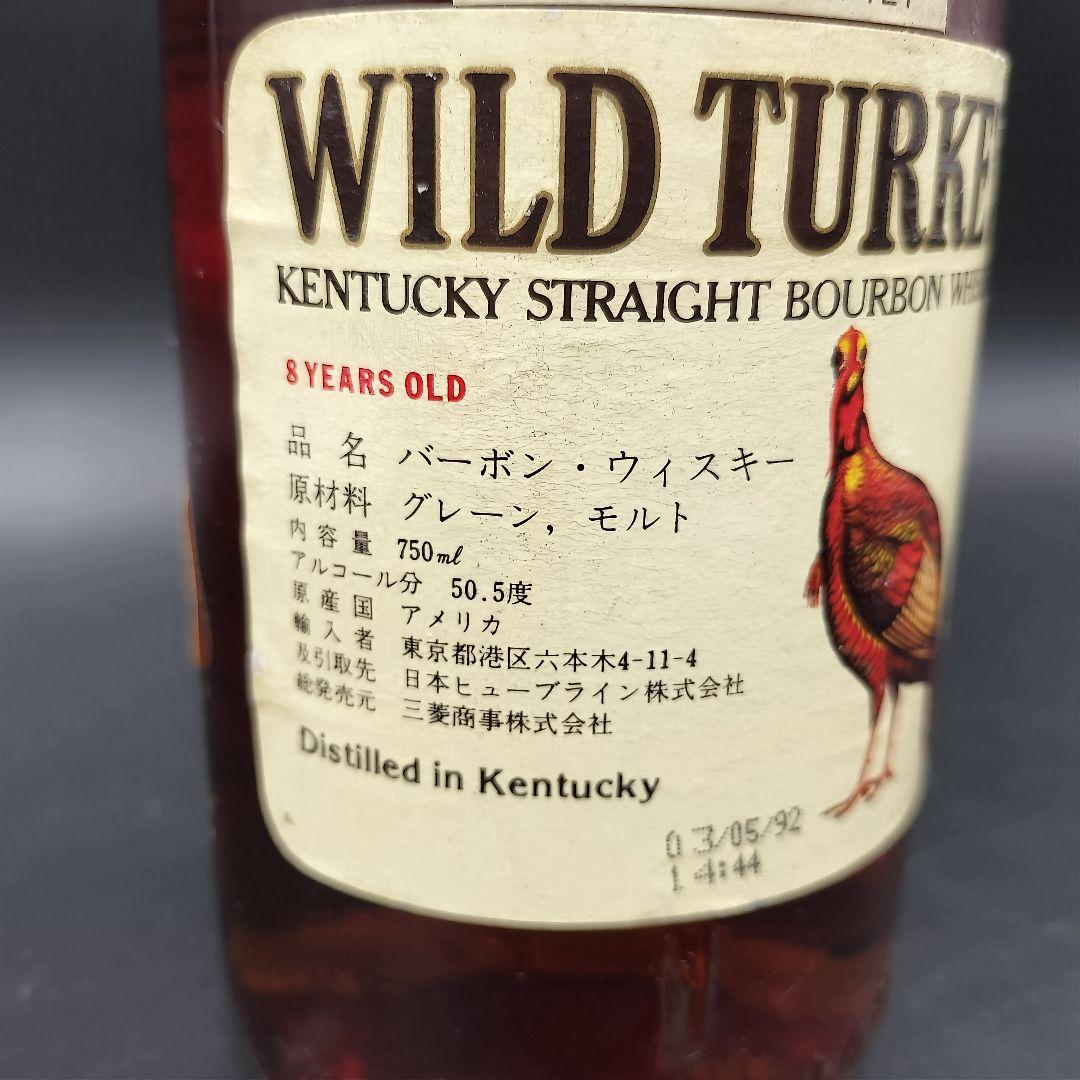 WILD TURKE
KENTUCKY STRAIGHT BOURBON
8 YEARS OLD
品 名 バーボン・ウィスキー
原材料 グレーン, モルト
内 容 量 750ml
アルコール分 50.5度
原 産 国 アメリカ
輸 入 者 東京都港区六本木4-11-4
及引取先 日本ヒューブライン株式会社
総発売元 三菱商事株式会社
Distilled in Kentucky
03/05/92
14:44